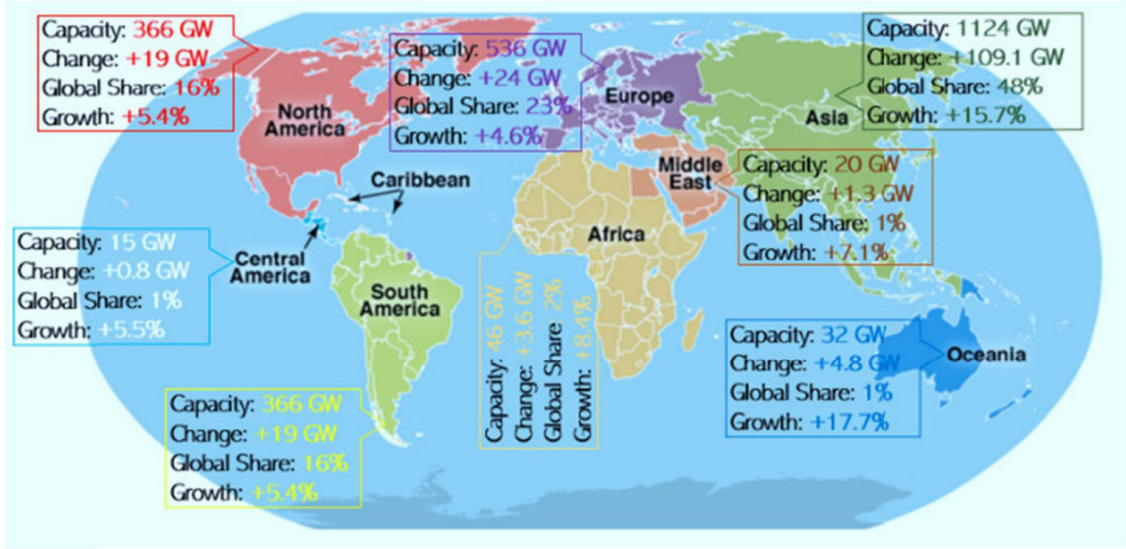 Capacity: 366 GW
Change: +19 GW
Global Share: 16%
Growth: +5.4%
North
America
Capacity: 536 GW
Change: +24 GW
Global Share: 23%
Growth: +4.6%
Europe
Capacity: 1124 GW
Change: +109.1 GW
Global Share: 48%
Growth: +15.7%
Asia
Middle
East
Capacity: 20 GW
Change: +1.3 GW
Global Share: 1%
Growth: +7.1%
Caribbean
Capacity: 15 GW
Change: +0.8 GW
Global Share: 1%
Growth: +5.5%
Central
America
South
America
Africa
Capacity: 46 GW
Change: +3.6 GW
Global Share: 2%
Growth: +8.4%
Capacity: 32 GW
Change: +4.8 GW
Global Share: 1%
Growth: +17.7%
Oceania
Capacity: 366 GW
Change: +19 GW
Global Share: 16%
Growth: +5.4%